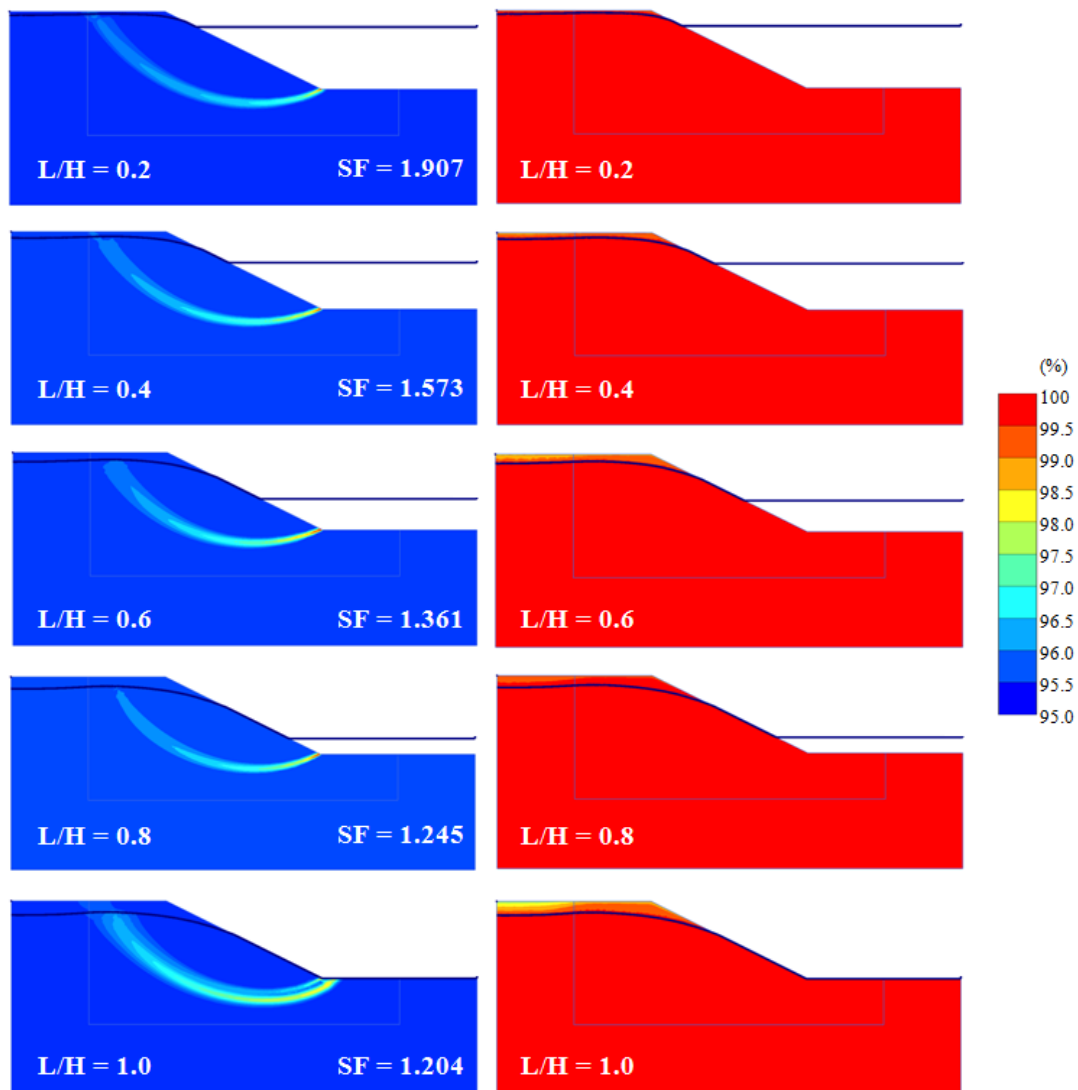 L/H = 0.2 SF = 1.907 L/H = 0.2
L/H = 0.4 SF = 1.573 L/H = 0.4
(%)
100
99.5
99.0
98.5
98.0
97.5
97.0
96.5
96.0
95.5
95.0
L/H = 0.6 SF = 1.361 L/H = 0.6
L/H = 0.8 SF = 1.245 L/H = 0.8
L/H = 1.0 SF = 1.204 L/H = 1.0